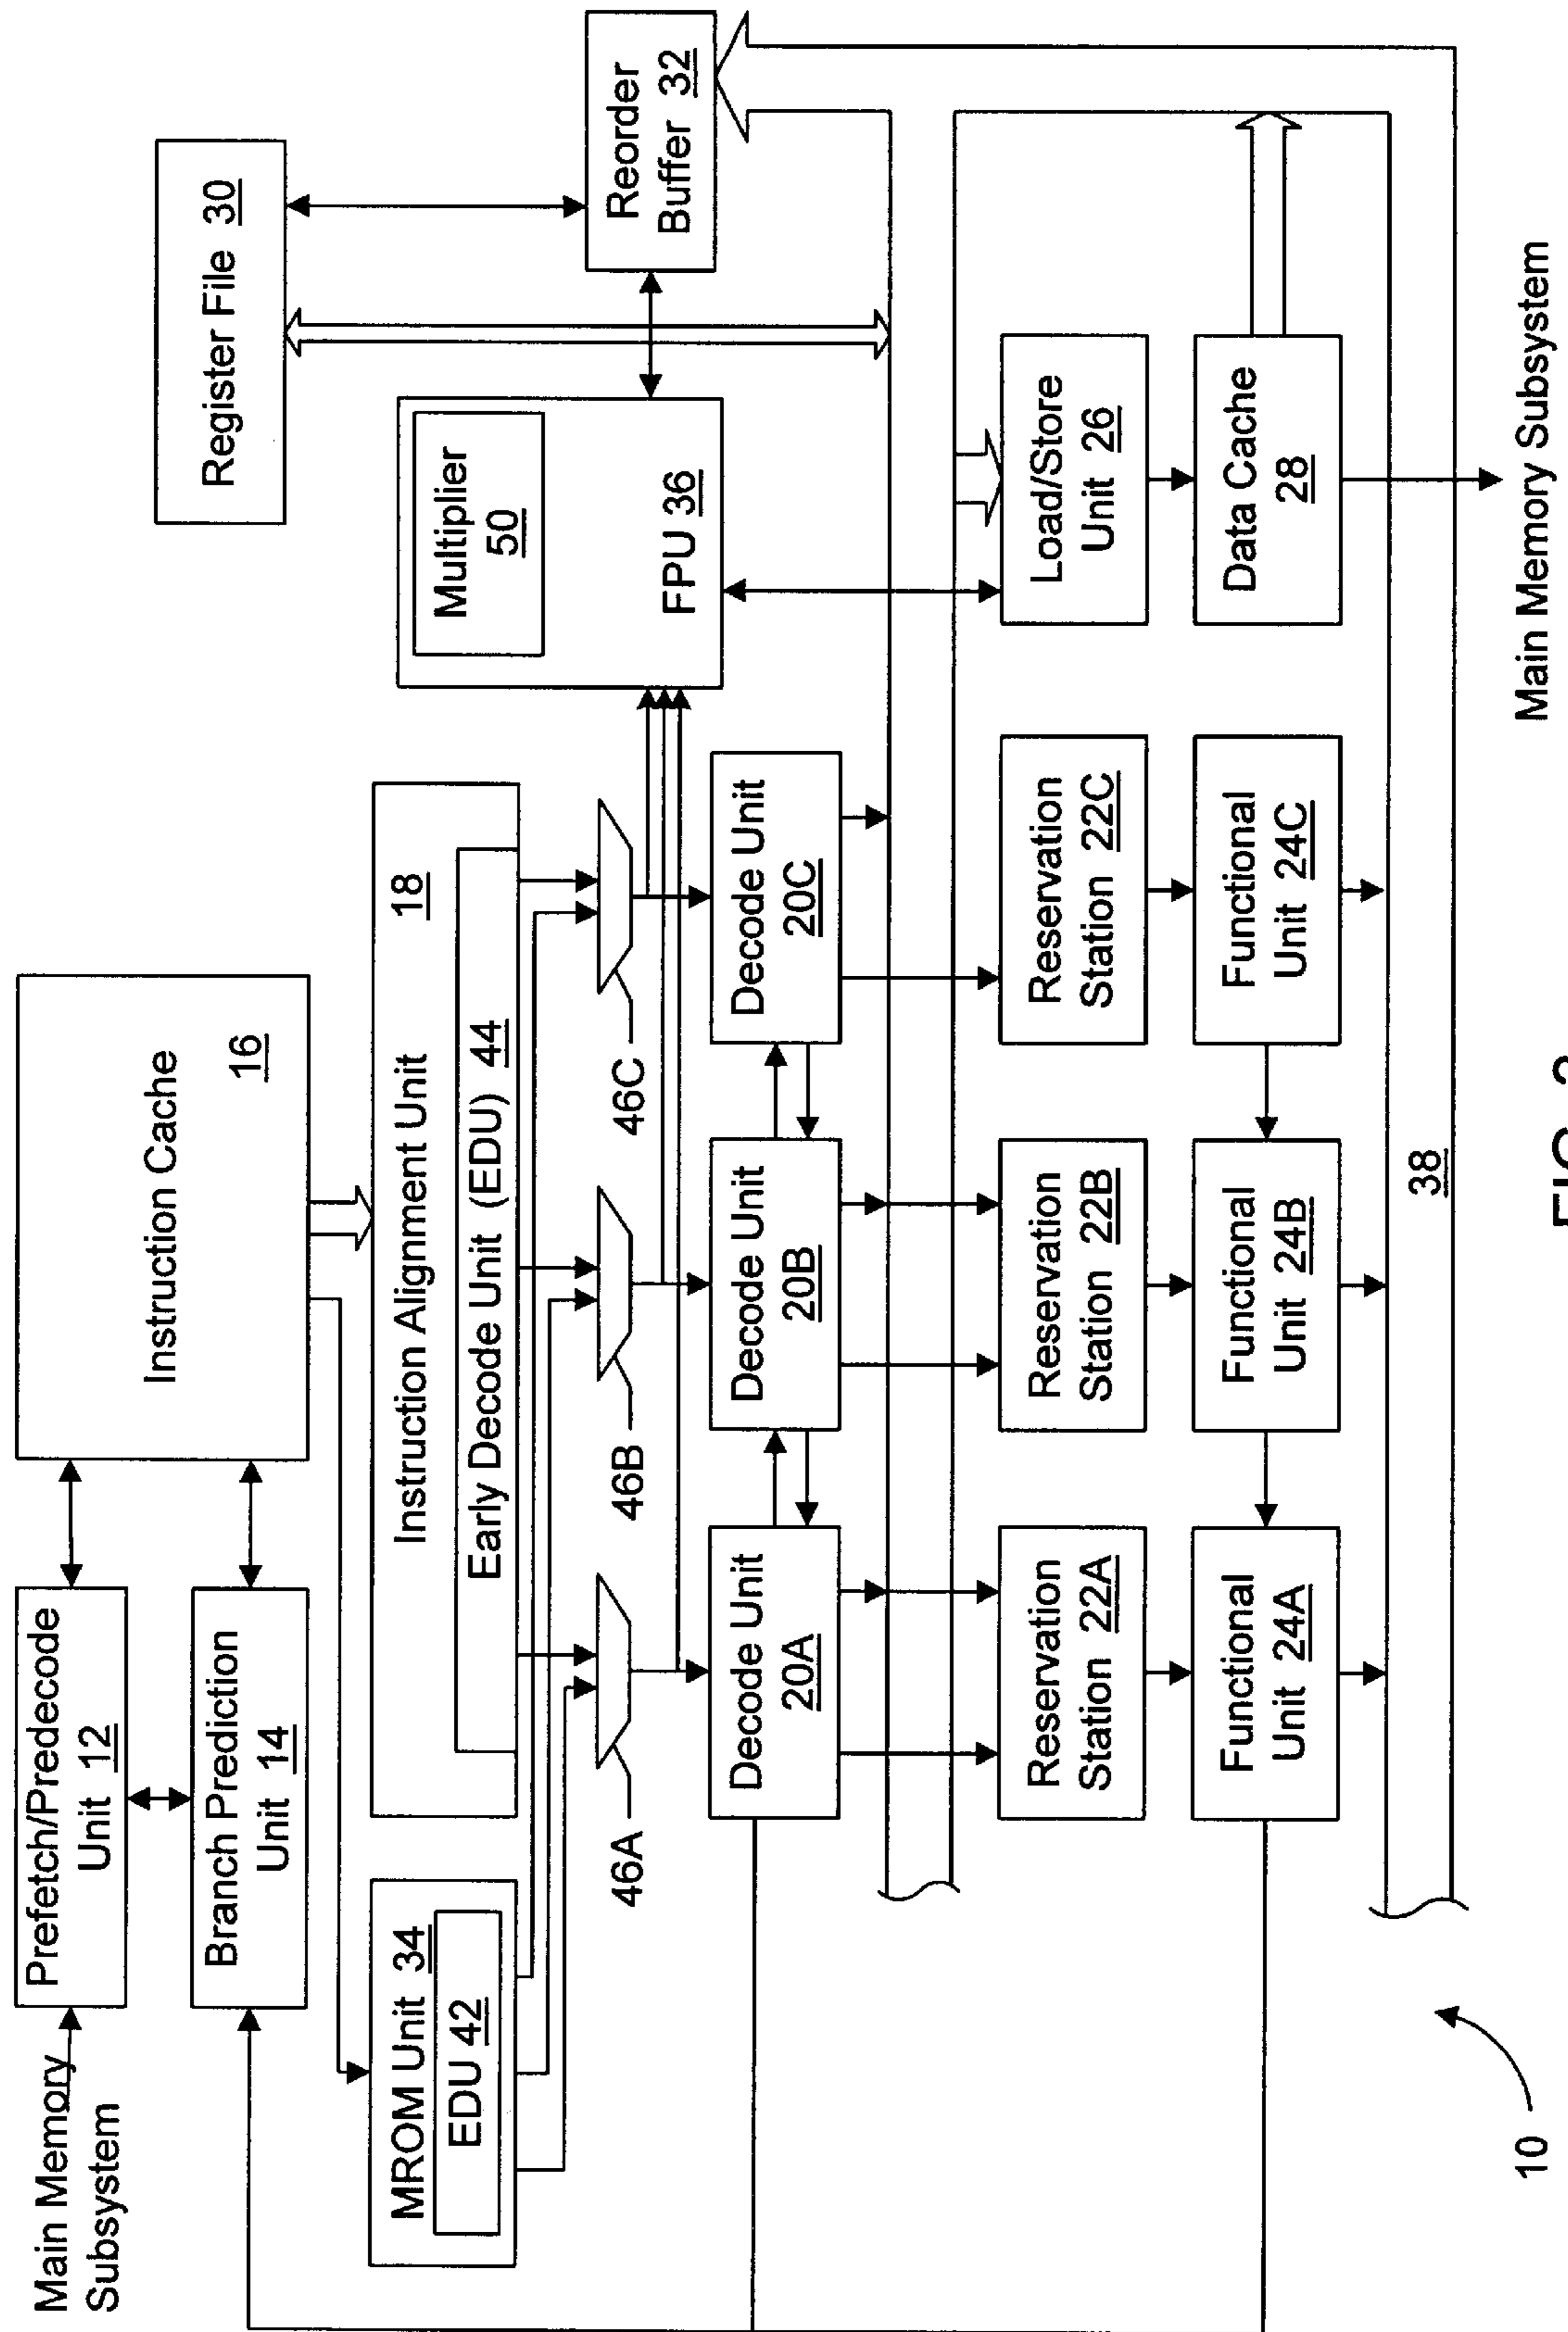 Main Memory
Subsystem
Prefetch/Predecode
Unit 12
Branch Prediction
Unit 14
Instruction Cache
16
Register File 30
MROM Unit 34
EDU 42
Instruction Alignment Unit
18
Early Decode Unit (EDU) 44
Multiplier
50
FPU 36
Reorder
Buffer 32
46A
46B
46C
Decode Unit
20A
Decode Unit
20B
Decode Unit
20C
Reservation
Station 22A
Reservation
Station 22B
Reservation
Station 22C
Load/Store
Unit 26
Functional
Unit 24A
Functional
Unit 24B
Functional
Unit 24C
Data Cache
28
38
10
Main Memory Subsystem